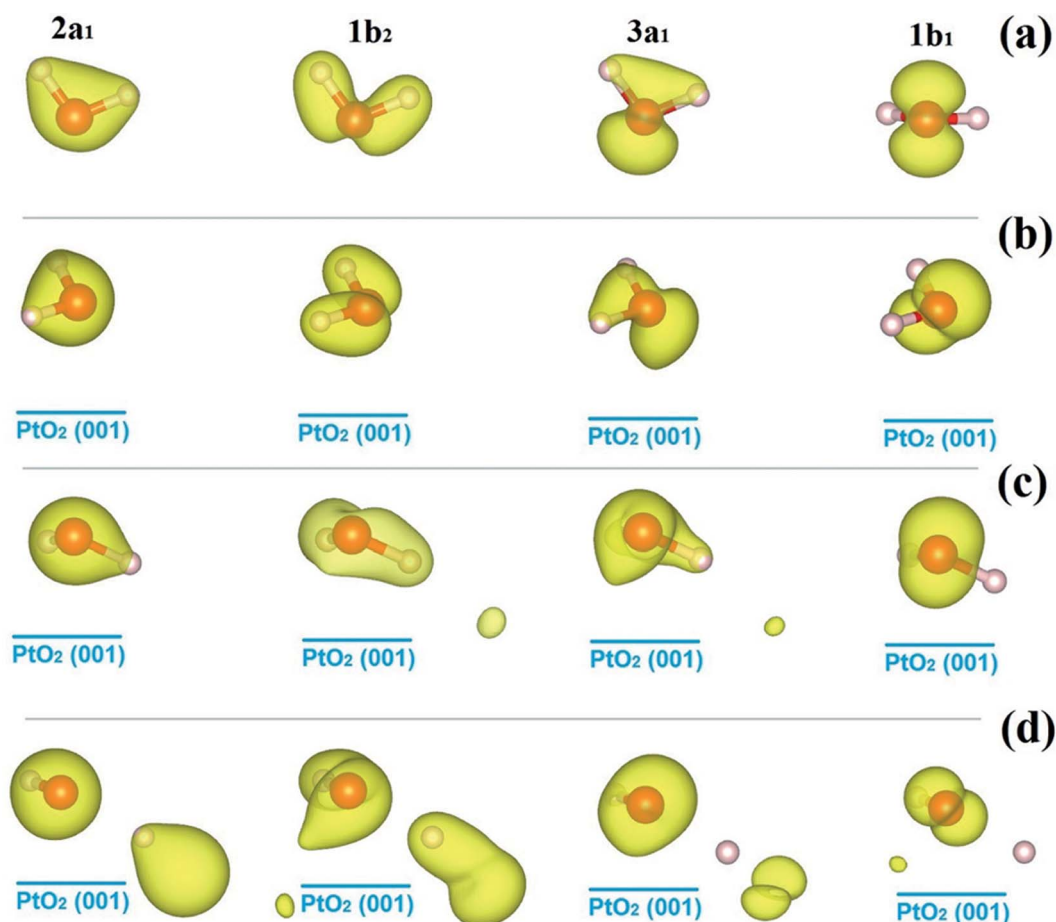 2a₁ 1b₂ 3a₁ 1b₁ (a)
(b)
PtO₂ (001) PtO₂ (001) PtO₂ (001) PtO₂ (001)
(c)
PtO₂ (001) PtO₂ (001) PtO₂ (001) PtO₂ (001)
(d)
PtO₂ (001) PtO₂ (001) PtO₂ (001) PtO₂ (001)